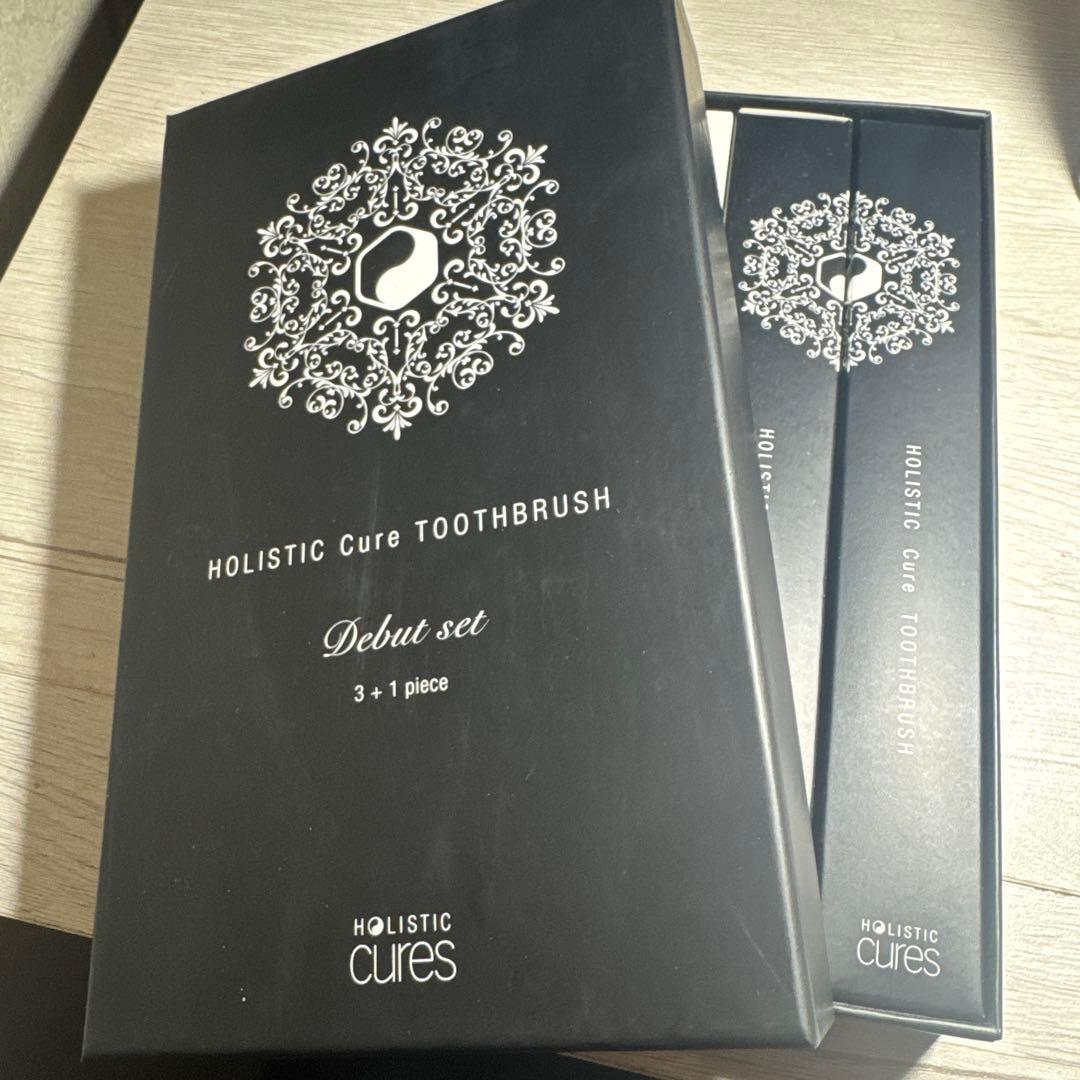 HOLISTIC Cure TOOTHBRUSH
Debut set
3 + 1 piece
HOLISTIC
cures
HOLISTIC Cure TOOTHBRUSH
HOLISTIC
cures